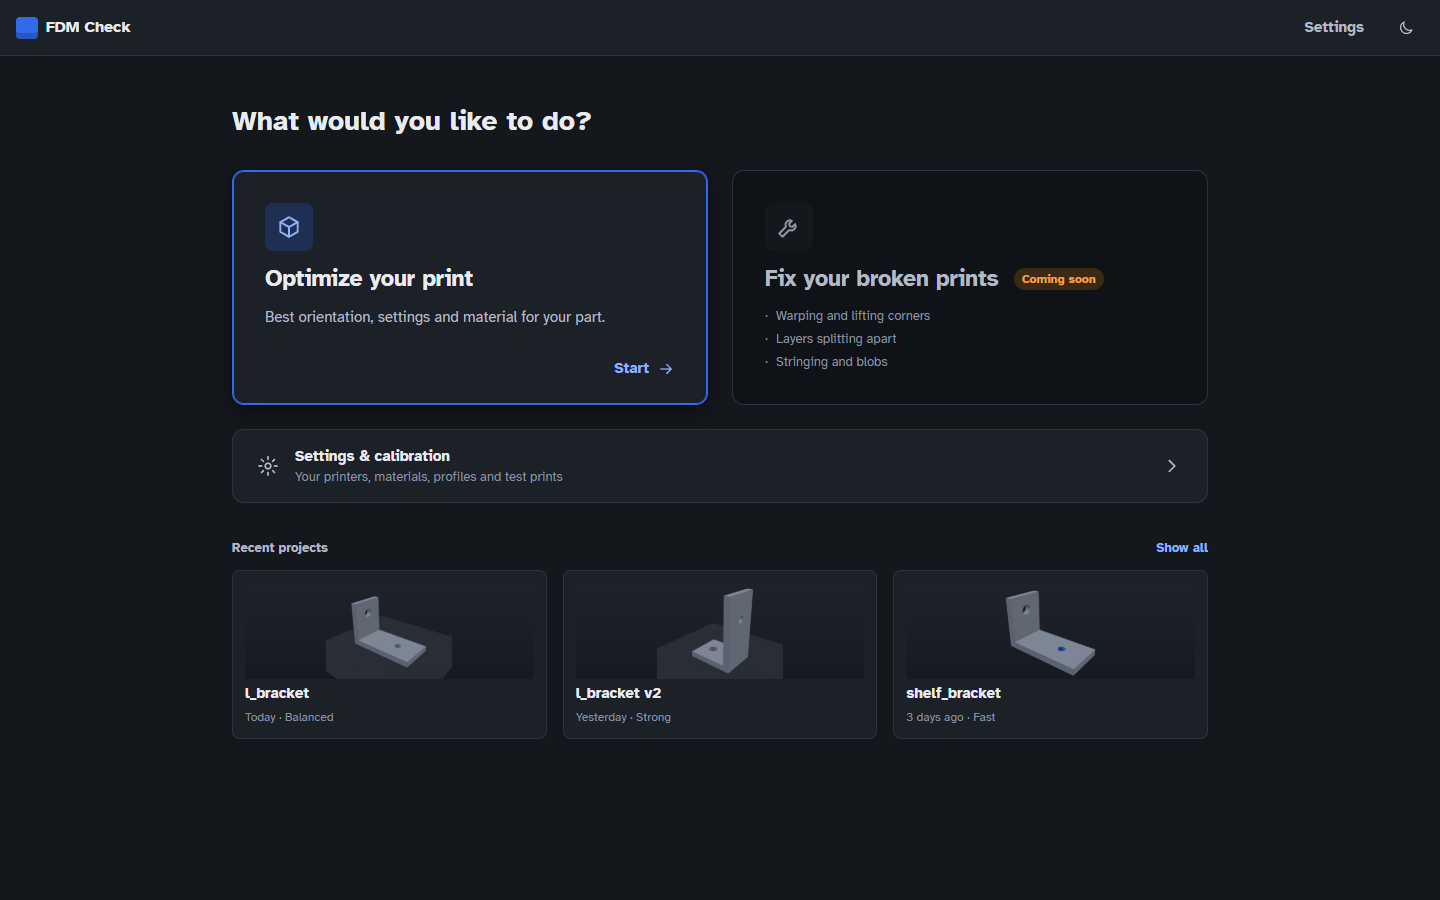 FDM Check
Settings
What would you like to do?
Optimize your print
Best orientation, settings and material for your part.
Start →
Fix your broken prints Coming soon
· Warping and lifting corners
· Layers splitting apart
· Stringing and blobs
Settings & calibration
Your printers, materials, profiles and test prints
Recent projects
Show all
l_bracket
Today · Balanced
l_bracket v2
Yesterday · Strong
shelf_bracket
3 days ago · Fast